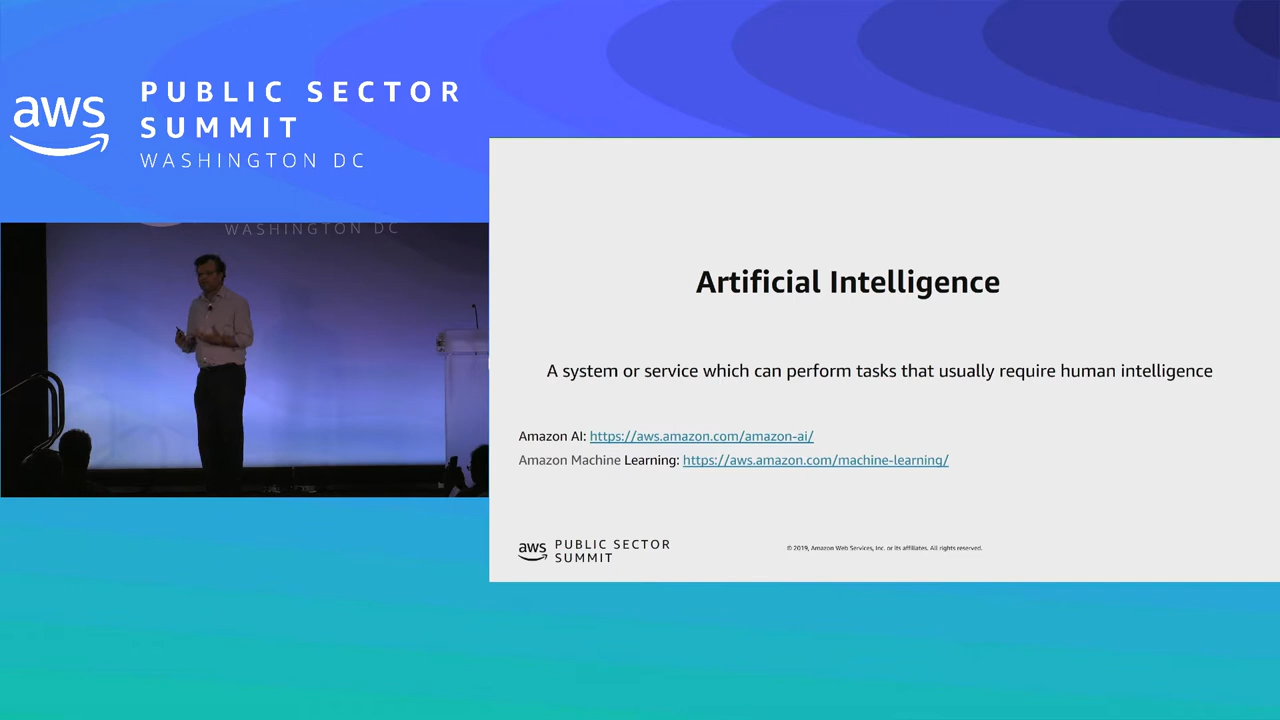 aws
PUBLIC SECTOR
SUMMIT
WASHINGTON DC
WASHINGTON DC
Artificial Intelligence
A system or service which can perform tasks that usually require human intelligence
Amazon AI: https://aws.amazon.com/amazon-ai/
Amazon Machine Learning: https://aws.amazon.com/machine-learning/
aws
PUBLIC SECTOR
SUMMIT
© 2019, Amazon Web Services, Inc. or its affiliates. All rights reserved.